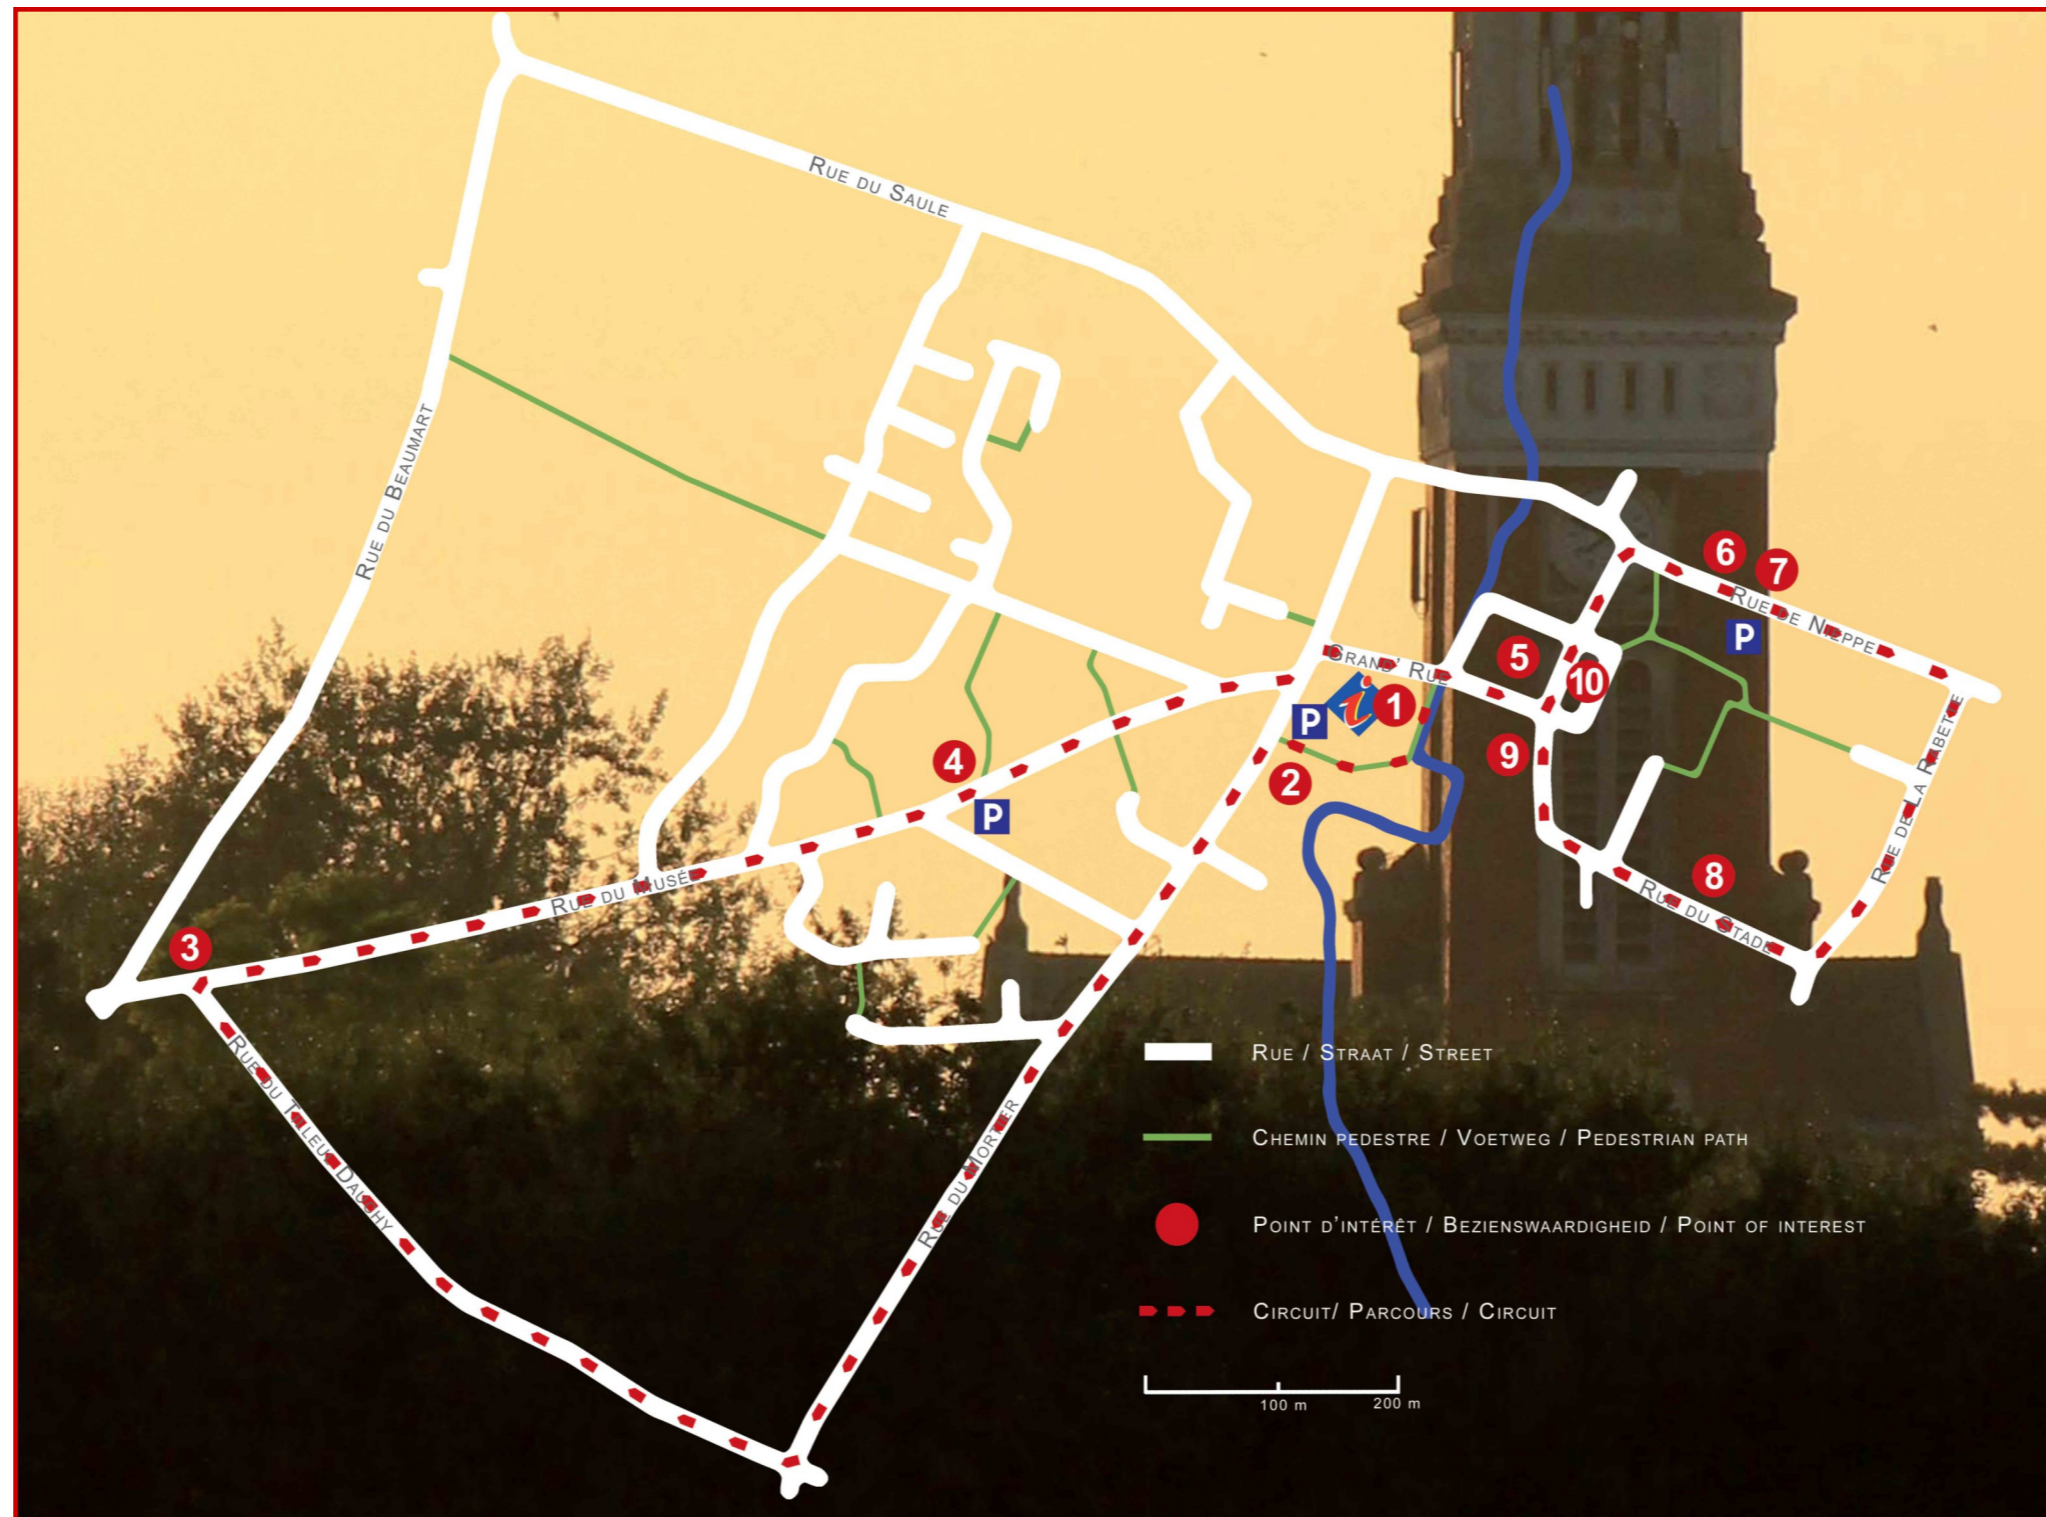 Rue du Saule
Rue du Beaumart
6
7
Rue de Nieppe
P
Grand' Rue
5
10
i
1
P
Rue de la Rabette
9
4
2
P
8
Rue du Musée
Rue du Stade
3
Rue du Tilleul Dauchy
Rue du Mortier
Rue / Straat / Street
Chemin pedestre / Voetweg / Pedestrian path
Point d'intérêt / Bezienswaardigheid / Point of interest
Circuit/ Parcours / Circuit
100 m
200 m